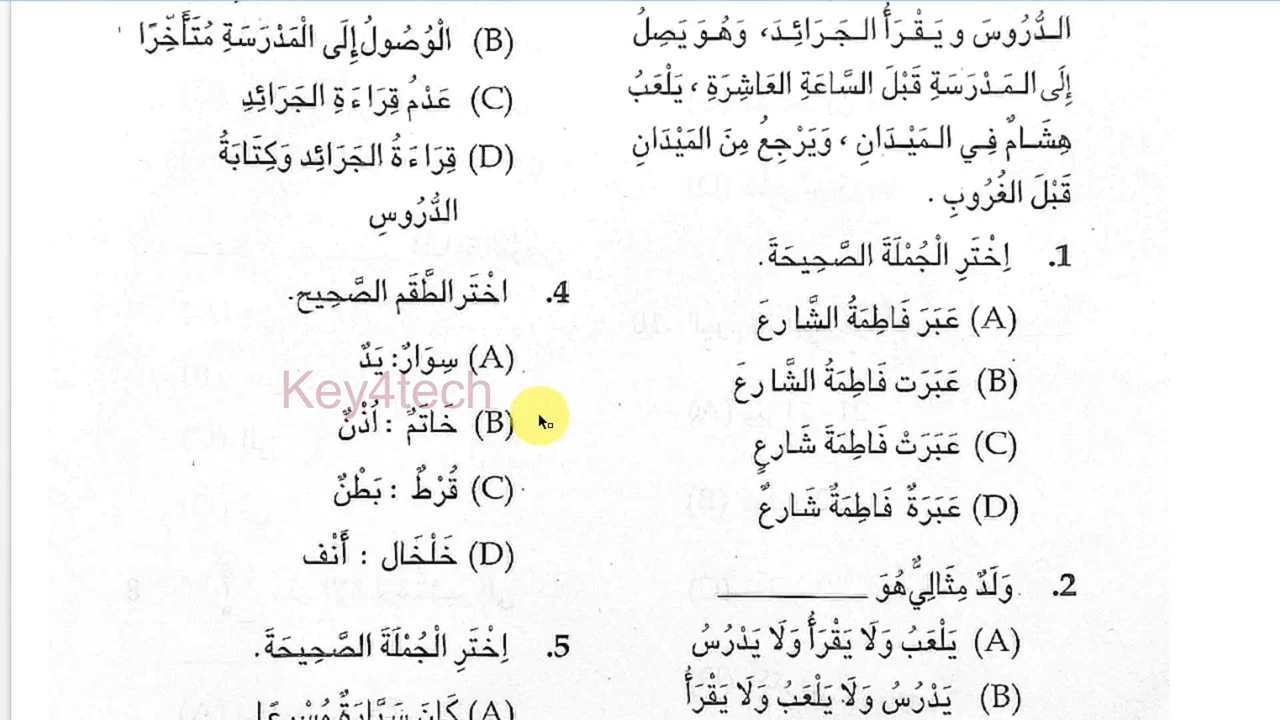 الدُّرُوسَ و يَقْرَأُ الجَرَائِدَ، وَهُوَ يَصِلُ
إِلَى المَدْرَسَةِ قَبْلَ السَّاعَةِ العَاشِرَةِ ، يَلْعَبُ
هِشَامٌ فِي المَيْدَانِ ، وَيَرْجِعُ مِنَ المَيْدَانِ
قَبْلَ الغُرُوبِ .
1. اِخْتَرِ الْجُمْلَةَ الصَّحِيحَةَ.
(A) عَبَرَ فَاطِمَةُ الشَّارِعَ
(B) عَبَرَت فَاطِمَةُ الشَّارِعَ
(C) عَبَرَتْ فَاطِمَةَ شَارِعٍ
(D) عَبَرَةٌ فَاطِمَةٌ شَارِعٌ
2. وَلَدٌ مِثَالِيٌّ هُوَ ________
(A) يَلْعَبُ وَلَا يَقْرَأُ وَلَا يَدْرُسُ
(B) يَدْرُسُ وَلَا يَلْعَبُ وَلَا يَقْرَأُ
(B) الْوُصُولُ إِلَى الْمَدْرَسَةِ مُتَأَخِّرًا
(C) عَدْمُ قِرَاءَةِ الجَرَائِدِ
(D) قِرَاءَةُ الجَرَائِد وَكِتَابَةُ
الدُّرُوسِ
4. اخْتَر الطَّقَم الصَّحِيح.
(A) سِوَارٌ: يَدٌ
Key4tech
(B) خَاتَمٌ : اُذْنٌ
(C) قُرْطٌ : بَطْنٌ
(D) خَلْخَال : أَنْف
5. اِخْتَرِ الْجُمْلَةَ الصَّحِيحَةَ.
(A) كَانَ سَيَّارَةٌ مُسْرِعًا